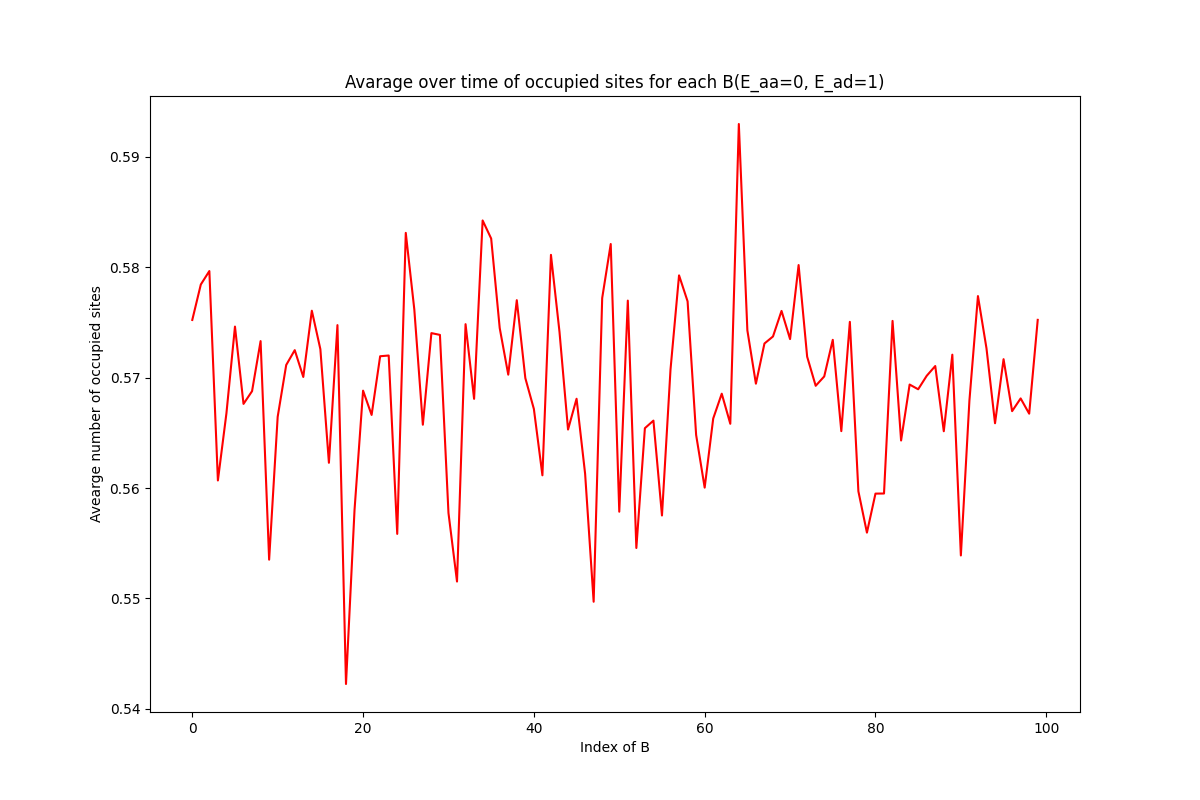 Avarage over time of occupied sites for each B(E_aa=0, E_ad=1)
0.59
0.58
0.57
0.56
0.55
0.54
Avearge number of occupied sites
0 20 40 60 80 100
Index of B